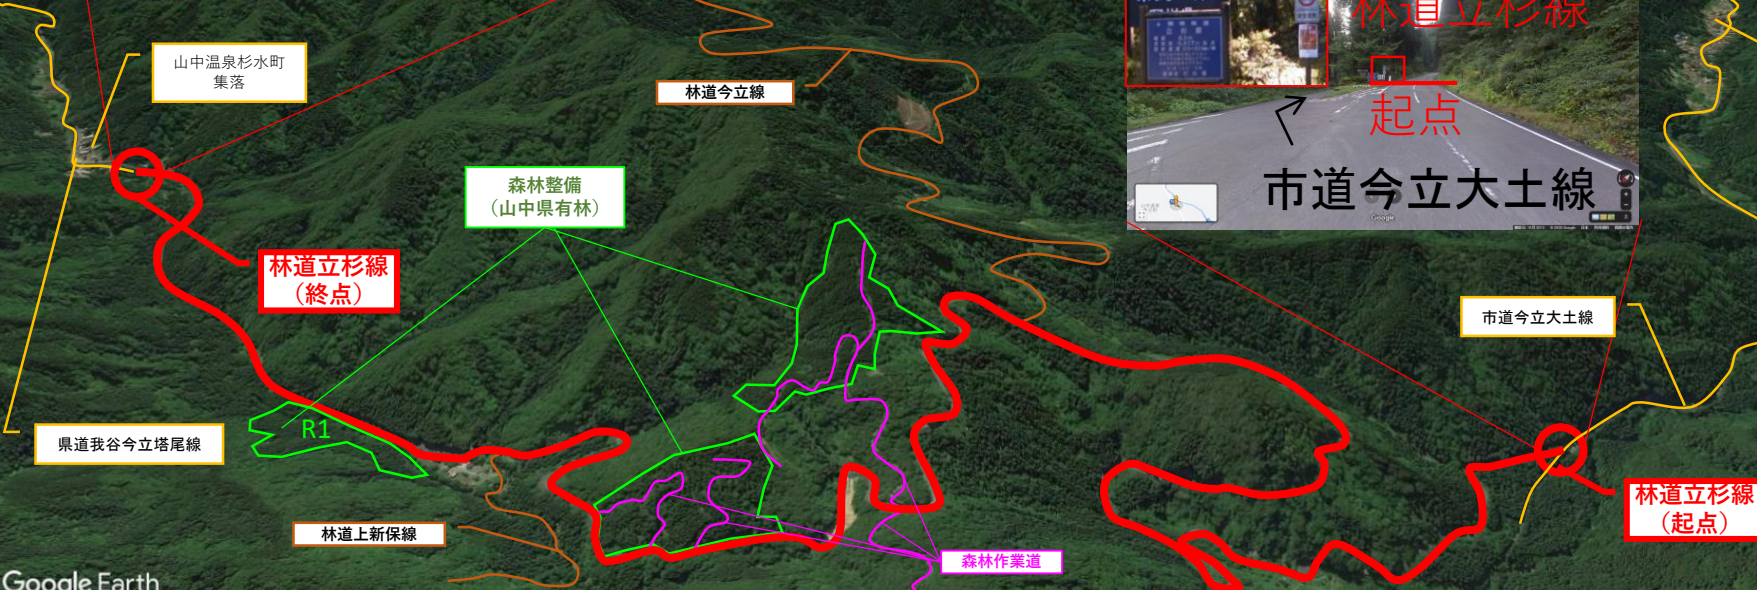 山中温泉杉水町
集落
林道今立線
林道立杉線
起点
市道今立大土線
Google
森林整備
（山中県有林）
林道立杉線
（終点）
市道今立大土線
R1
県道我谷今立塔尾線
林道上新保線
森林作業道
林道立杉線
（起点）
Google Earth